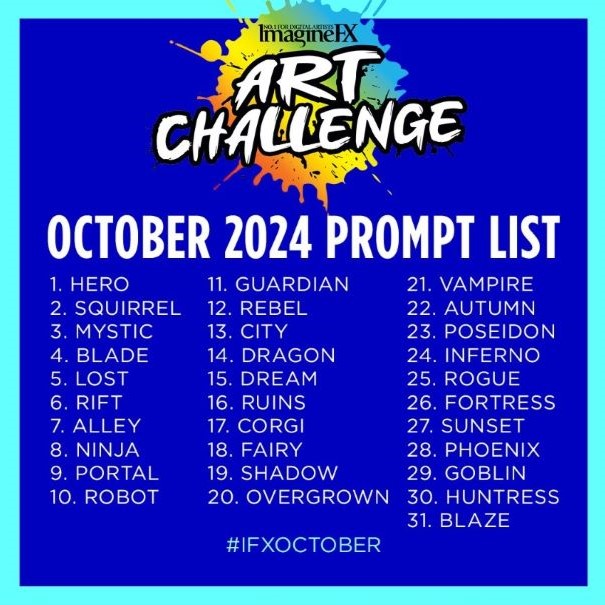 NO.1 FOR DIGITAL ARTISTS
ImagineFX
ART
CHALLENGE
OCTOBER 2024 PROMPT LIST
1. HERO
2. SQUIRREL
3. MYSTIC
4. BLADE
5. LOST
6. RIFT
7. ALLEY
8. NINJA
9. PORTAL
10. ROBOT
11. GUARDIAN
12. REBEL
13. CITY
14. DRAGON
15. DREAM
16. RUINS
17. CORGI
18. FAIRY
19. SHADOW
20. OVERGROWN
21. VAMPIRE
22. AUTUMN
23. POSEIDON
24. INFERNO
25. ROGUE
26. FORTRESS
27. SUNSET
28. PHOENIX
29. GOBLIN
30. HUNTRESS
31. BLAZE
#IFXOCTOBER